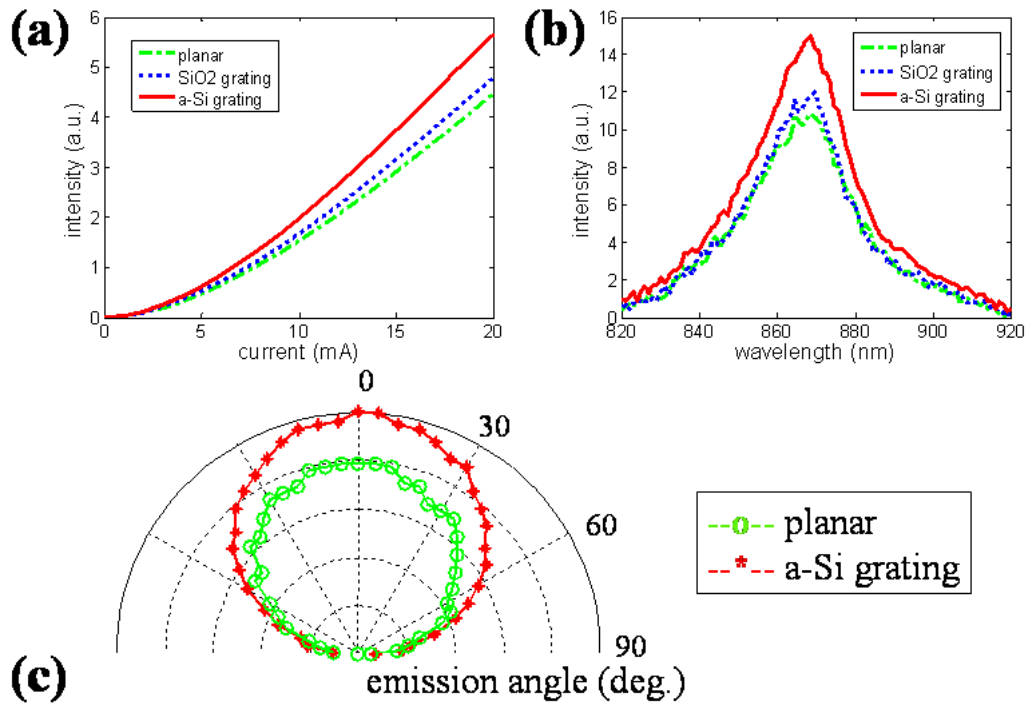 (a)
6
5
4
3
2
1
0
0 5 10 15 20
intensity (a.u.)
current (mA)
planar
SiO2 grating
a-Si grating
(b)
16
14
12
10
8
6
4
2
0
820 840 860 880 900 920
intensity (a.u.)
wavelength (nm)
planar
SiO2 grating
a-Si grating
0
30
60
90
planar
a-Si grating
(c)
emission angle (deg.)